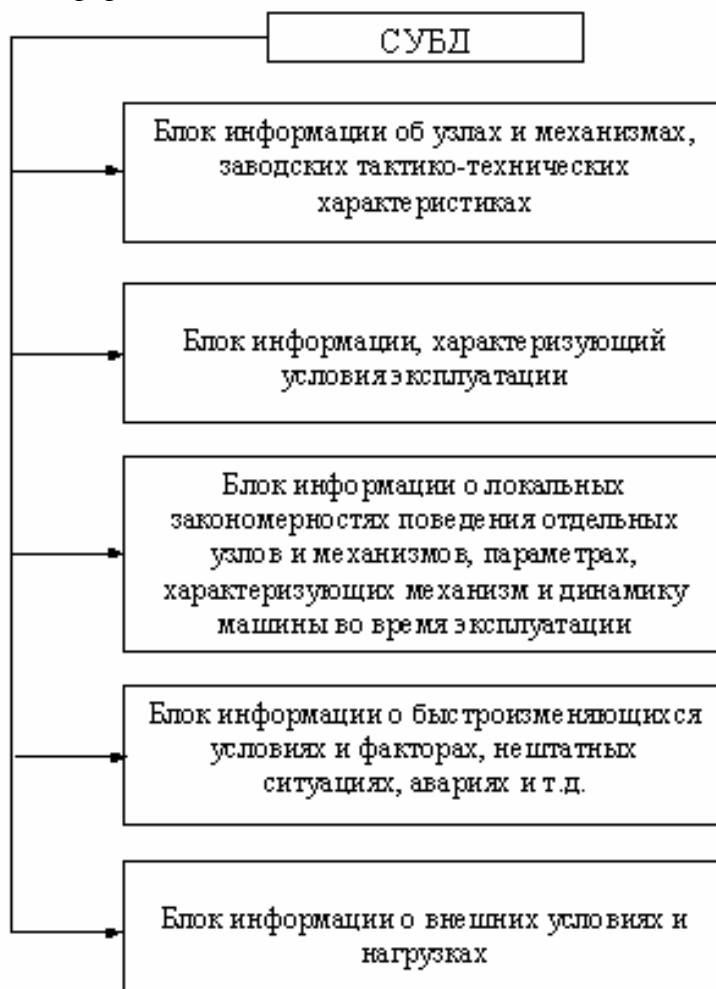 СУБД
Блок информации об узлах и механизмах,
заводских тактико-технических
характеристиках
Блок информации, характеризующий
условия эксплуатации
Блок информации о локальных
закономерностях поведения отдельных
узлов и механизмов, параметрах,
характеризующих механизм и динамику
машины во время эксплуатации
Блок информации о быстроизменяющихся
условиях и факторах, нештатных
ситуациях, авариях и т.д.
Блок информации о внешних условиях и
нагрузках